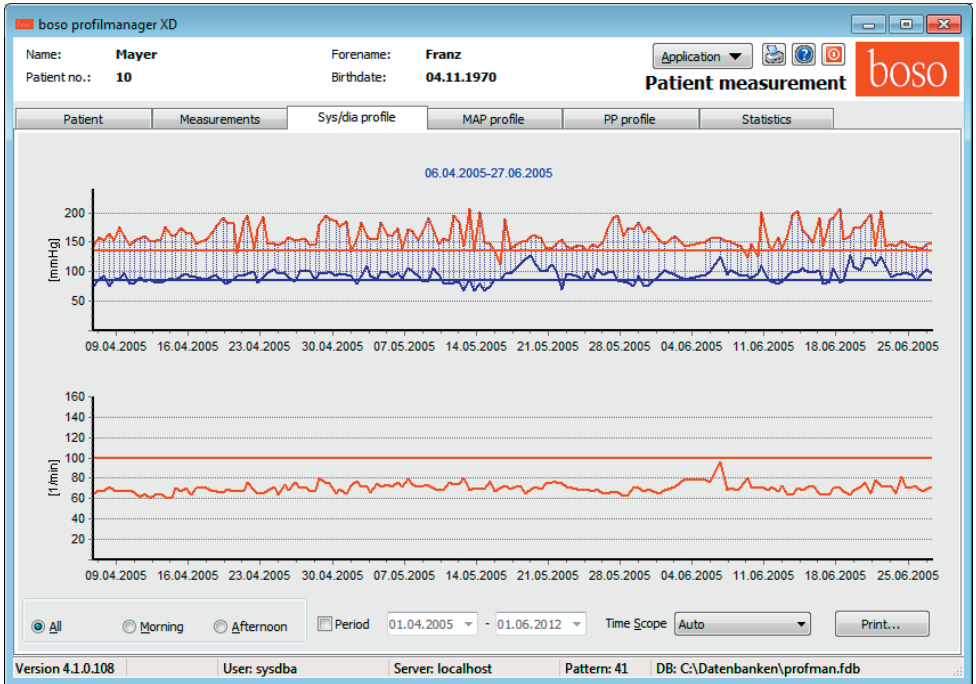 boso profilmanager XD
Name: Mayer Forename: Franz Application
Patient no.: 10 Birthdate: 04.11.1970 Patient measurement boso
Patient Measurements Sys/dia profile MAP profile PP profile Statistics
06.04.2005-27.06.2005
200
150
100
50
[mmHg]
09.04.2005 16.04.2005 23.04.2005 30.04.2005 07.05.2005 14.05.2005 21.05.2005 28.05.2005 04.06.2005 11.06.2005 18.06.2005 25.06.2005
160
140
120
100
80
60
40
20
[1/min]
09.04.2005 16.04.2005 23.04.2005 30.04.2005 07.05.2005 14.05.2005 21.05.2005 28.05.2005 04.06.2005 11.06.2005 18.06.2005 25.06.2005
All Morning Afternoon Period 01.04.2005 - 01.06.2012 Time Scope Auto Print...
Version 4.1.0.108 User: sysdba Server: localhost Pattern: 41 DB: C:\Datenbanken\profman.fdb